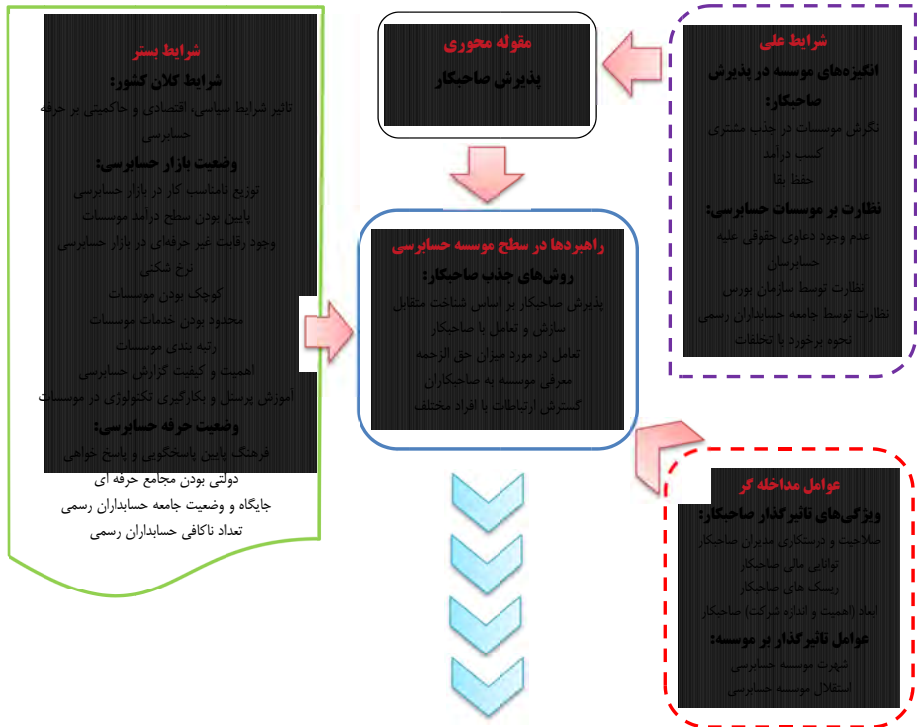 شرایط علی
انگیزه‌های موسسه در پذیرش
صاحبکار:
نگرش موسسات در جذب مشتری
کسب درآمد
حفظ بقا
نظارت بر موسسات حسابرسی:
عدم وجود دعاوی حقوقی علیه
حسابرسان
نظارت توسط سازمان بورس
نظارت توسط جامعه حسابداران رسمی
نحوه برخورد با تخلفات
مقوله محوری
پذیرش صاحبکار
شرایط بستر
شرایط کلان کشور:
تاثیر شرایط سیاسی، اقتصادی و حاکمیتی بر حرفه
حسابرسی
وضعیت بازار حسابرسی:
توزیع نامناسب کار در بازار حسابرسی
پایین بودن سطح درآمد موسسات
وجود رقابت غیر حرفه‌ای در بازار حسابرسی
نرخ شکنی
کوچک بودن موسسات
محدود بودن خدمات موسسات
رتبه بندی موسسات
اهمیت و کیفیت گزارش حسابرسی
آموزش پرسنل و بکارگیری تکنولوژی در موسسات
وضعیت حرفه حسابرسی:
فرهنگ پایین پاسخگویی و پاسخ خواهی
دولتی بودن مجامع حرفه ای
جایگاه و وضعیت جامعه حسابداران رسمی
تعداد ناکافی حسابداران رسمی
راهبردها در سطح موسسه حسابرسی
روش‌های جذب صاحبکار:
پذیرش صاحبکار بر اساس شناخت متقابل
سازش و تعامل با صاحبکار
تعامل در مورد میزان حق الزحمه
معرفی موسسه به صاحبکاران
گسترش ارتباطات با افراد مختلف
عوامل مداخله گر
ویژگی‌های تاثیرگذار صاحبکار:
صلاحیت و درستکاری مدیران صاحبکار
توانایی مالی صاحبکار
ریسک های صاحبکار
ابعاد (اهمیت و اندازه شرکت) صاحبکار
عوامل تاثیرگذار بر موسسه:
شهرت موسسه حسابرسی
استقلال موسسه حسابرسی